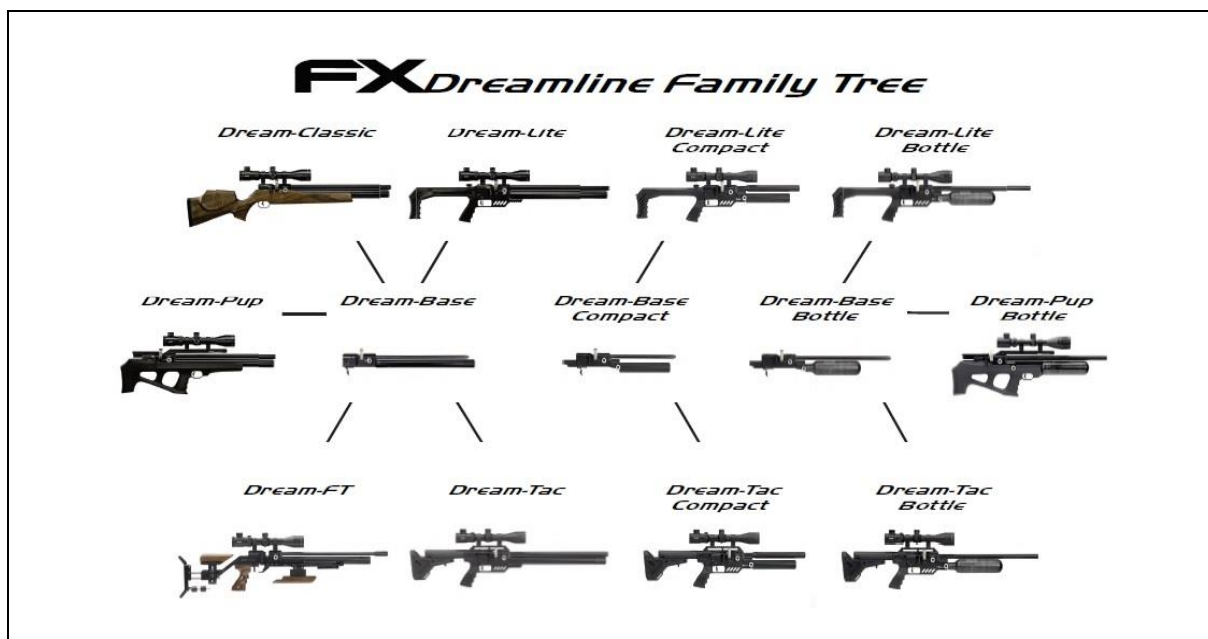 FX Dreamline Family Tree
Dream-Classic
Dream-Lite
Dream-Lite
Compact
Dream-Lite
Bottle
Dream-Pup
Dream-Base
Dream-Base
Compact
Dream-Base
Bottle
Dream-Pup
Bottle
Dream-FT
Dream-Tac
Dream-Tac
Compact
Dream-Tac
Bottle